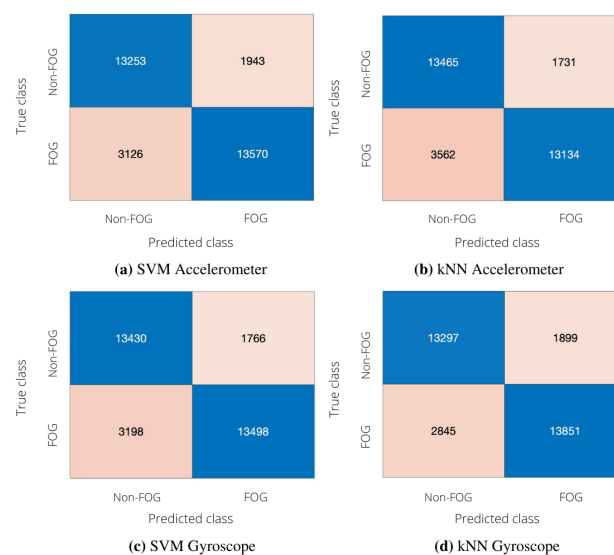 True class
Non-FOG
13253
1943
FOG
3126
13570
Non-FOG
FOG
Predicted class
(a) SVM Accelerometer
True class
Non-FOG
13465
1731
FOG
3562
13134
Non-FOG
FOG
Predicted class
(b) kNN Accelerometer
True class
Non-FOG
13430
1766
FOG
3198
13498
Non-FOG
FOG
Predicted class
(c) SVM Gyroscope
True class
Non-FOG
13297
1899
FOG
2845
13851
Non-FOG
FOG
Predicted class
(d) kNN Gyroscope